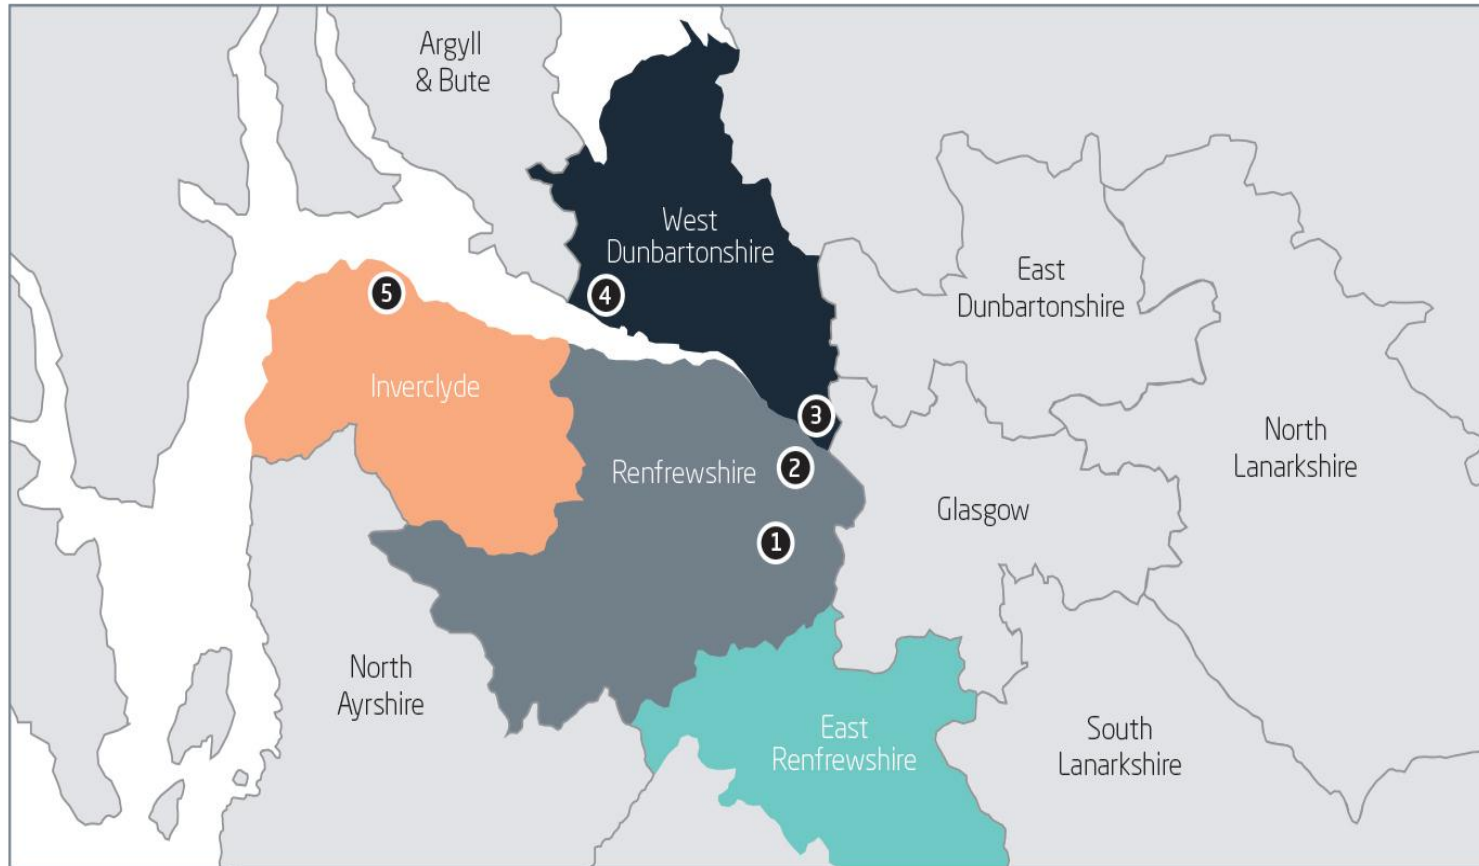 Argyll
& Bute
West
Dunbartonshire
East
Dunbartonshire
5
4
Inverclyde
3
Renfrewshire
2
North
Lanarkshire
Glasgow
1
North
Ayrshire
East
Renfrewshire
South
Lanarkshire